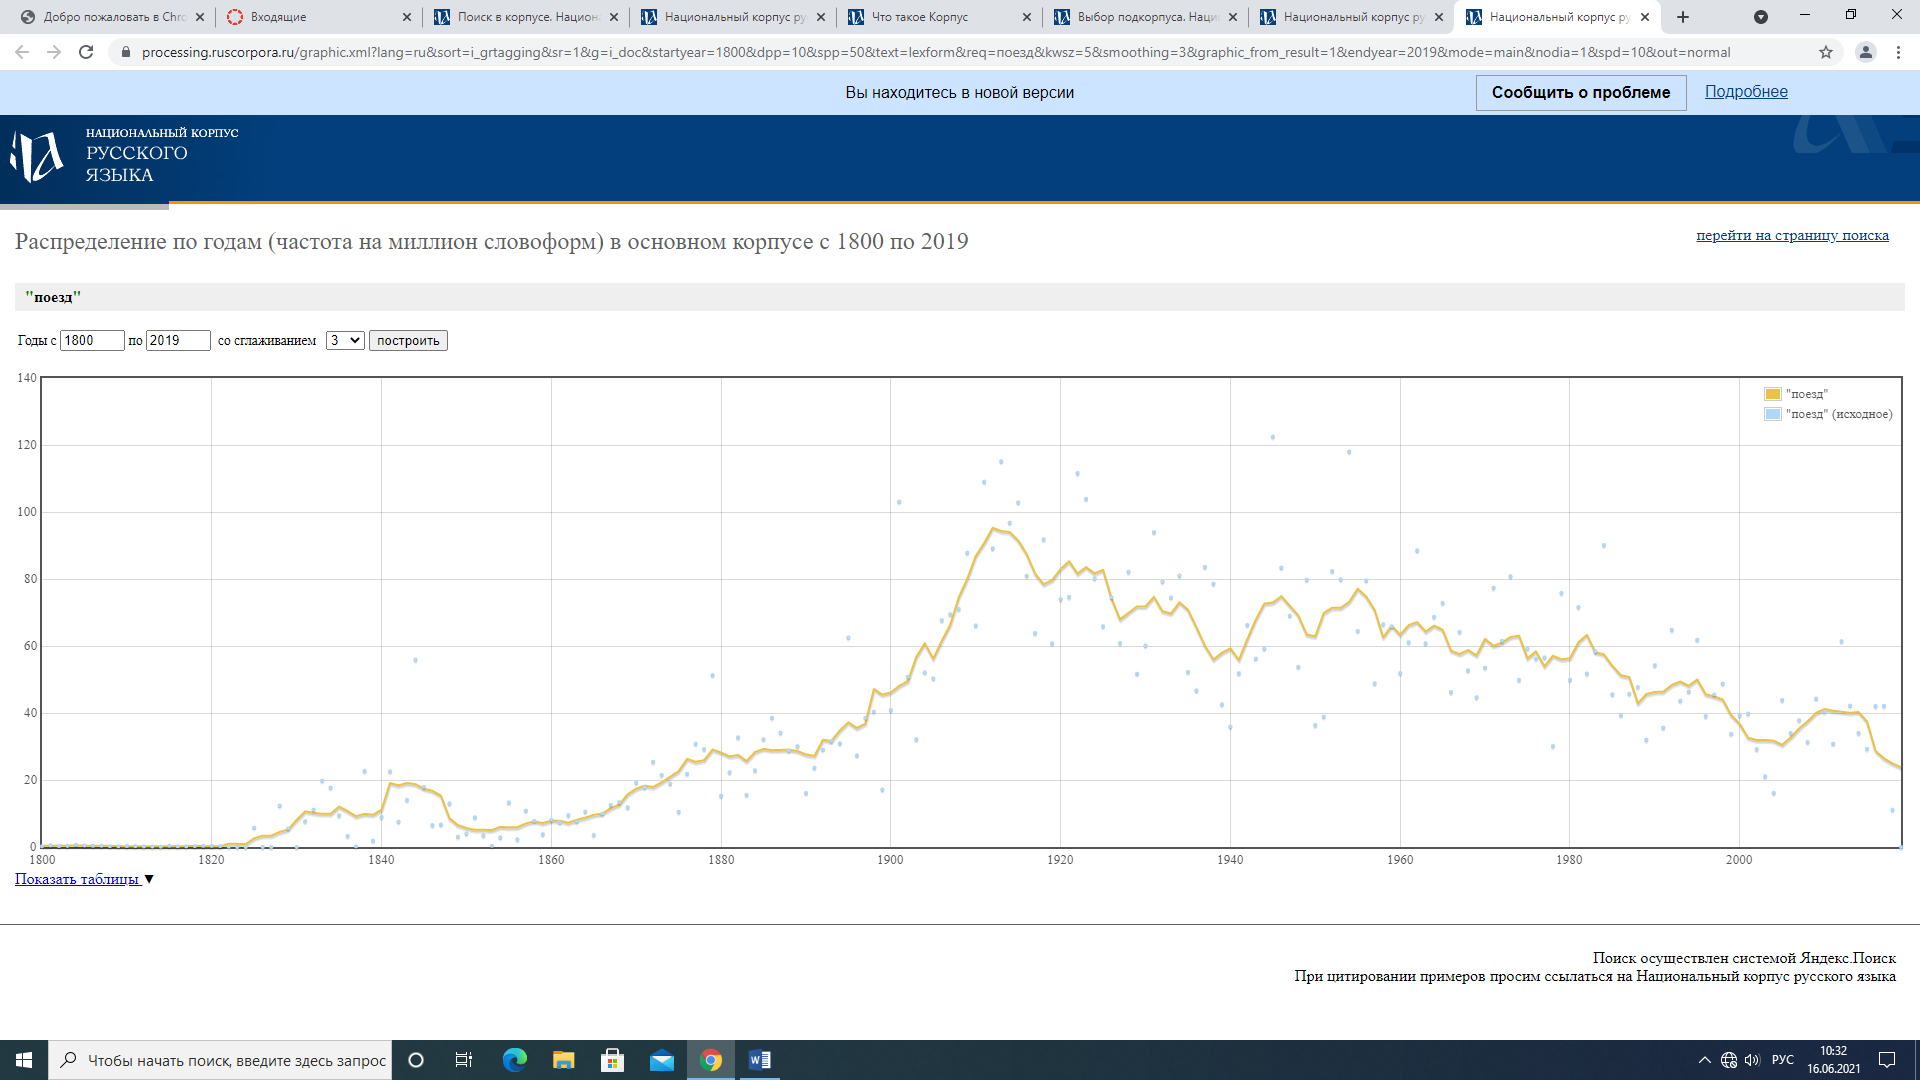 Добро пожаловать в Chro
Входящие
Поиск в корпусе. Национа
Национальный корпус ру
Что такое Корпус
Выбор подкорпуса. Наци
Национальный корпус ру
Национальный корпус ру
processing.ruscorpora.ru/graphic.xml?lang=ru&sort=i_grtagging&sr=1&g=i_doc&startyear=1800&dpp=10&spp=50&text=lexform&req=поезд&kwsz=5&smoothing=3&graphic_from_result=1&endyear=2019&mode=main&nodia=1&spd=10&out=normal
Вы находитесь в новой версии
Сообщить о проблеме
Подробнее
НАЦИОНАЛЬНЫЙ КОРПУС
РУССКОГО
ЯЗЫКА
Распределение по годам (частота на миллион словоформ) в основном корпусе с 1800 по 2019
перейти на страницу поиска
"поезд"
Годы с 1800 по 2019 со сглаживанием 3 построить
140
120
100
80
60
40
20
0
"поезд"
"поезд" (исходное)
1800 1820 1840 1860 1880 1900 1920 1940 1960 1980 2000
Показать таблицы ▼
Поиск осуществлен системой Яндекс.Поиск
При цитировании примеров просим ссылаться на Национальный корпус русского языка
Чтобы начать поиск, введите здесь запрос
РУС
10:32
16.06.2021